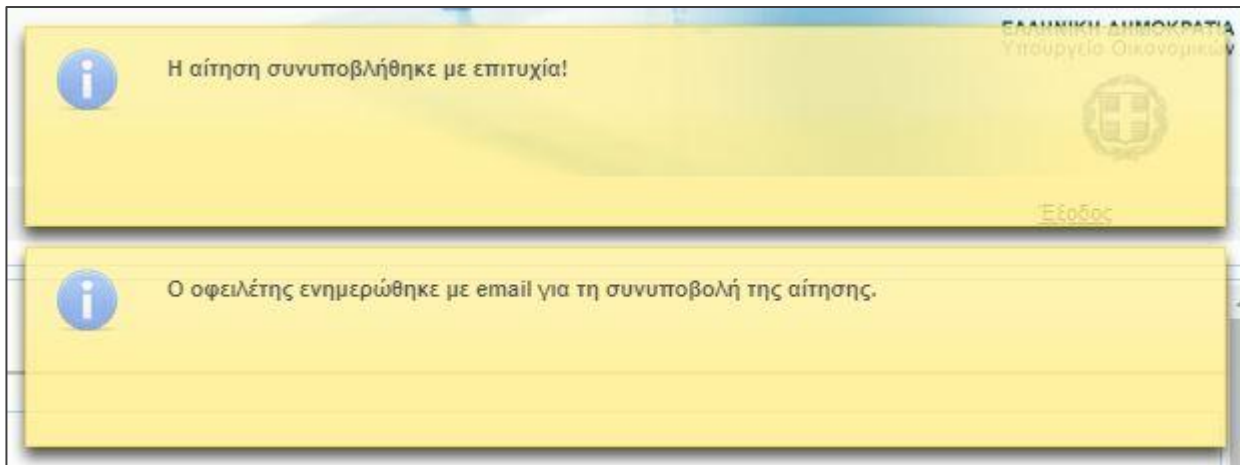 ΕΛΛΗΝΙΚΗ ΔΗΜΟΚΡΑΤΙΑ
Υπουργείο Οικονομικών
Η αίτηση συνυποβλήθηκε με επιτυχία!
Έξοδος
Ο οφειλέτης ενημερώθηκε με email για τη συνυποβολή της αίτησης.